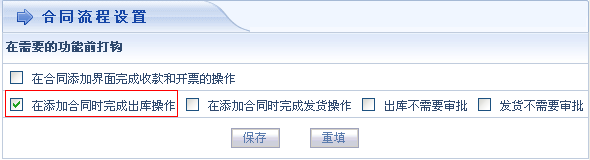 合同流程设置
在需要的功能前打钩
在合同添加界面完成收款和开票的操作
在添加合同时完成出库操作 在添加合同时完成发货操作 出库不需要审批 发货不需要审批
保存 重填